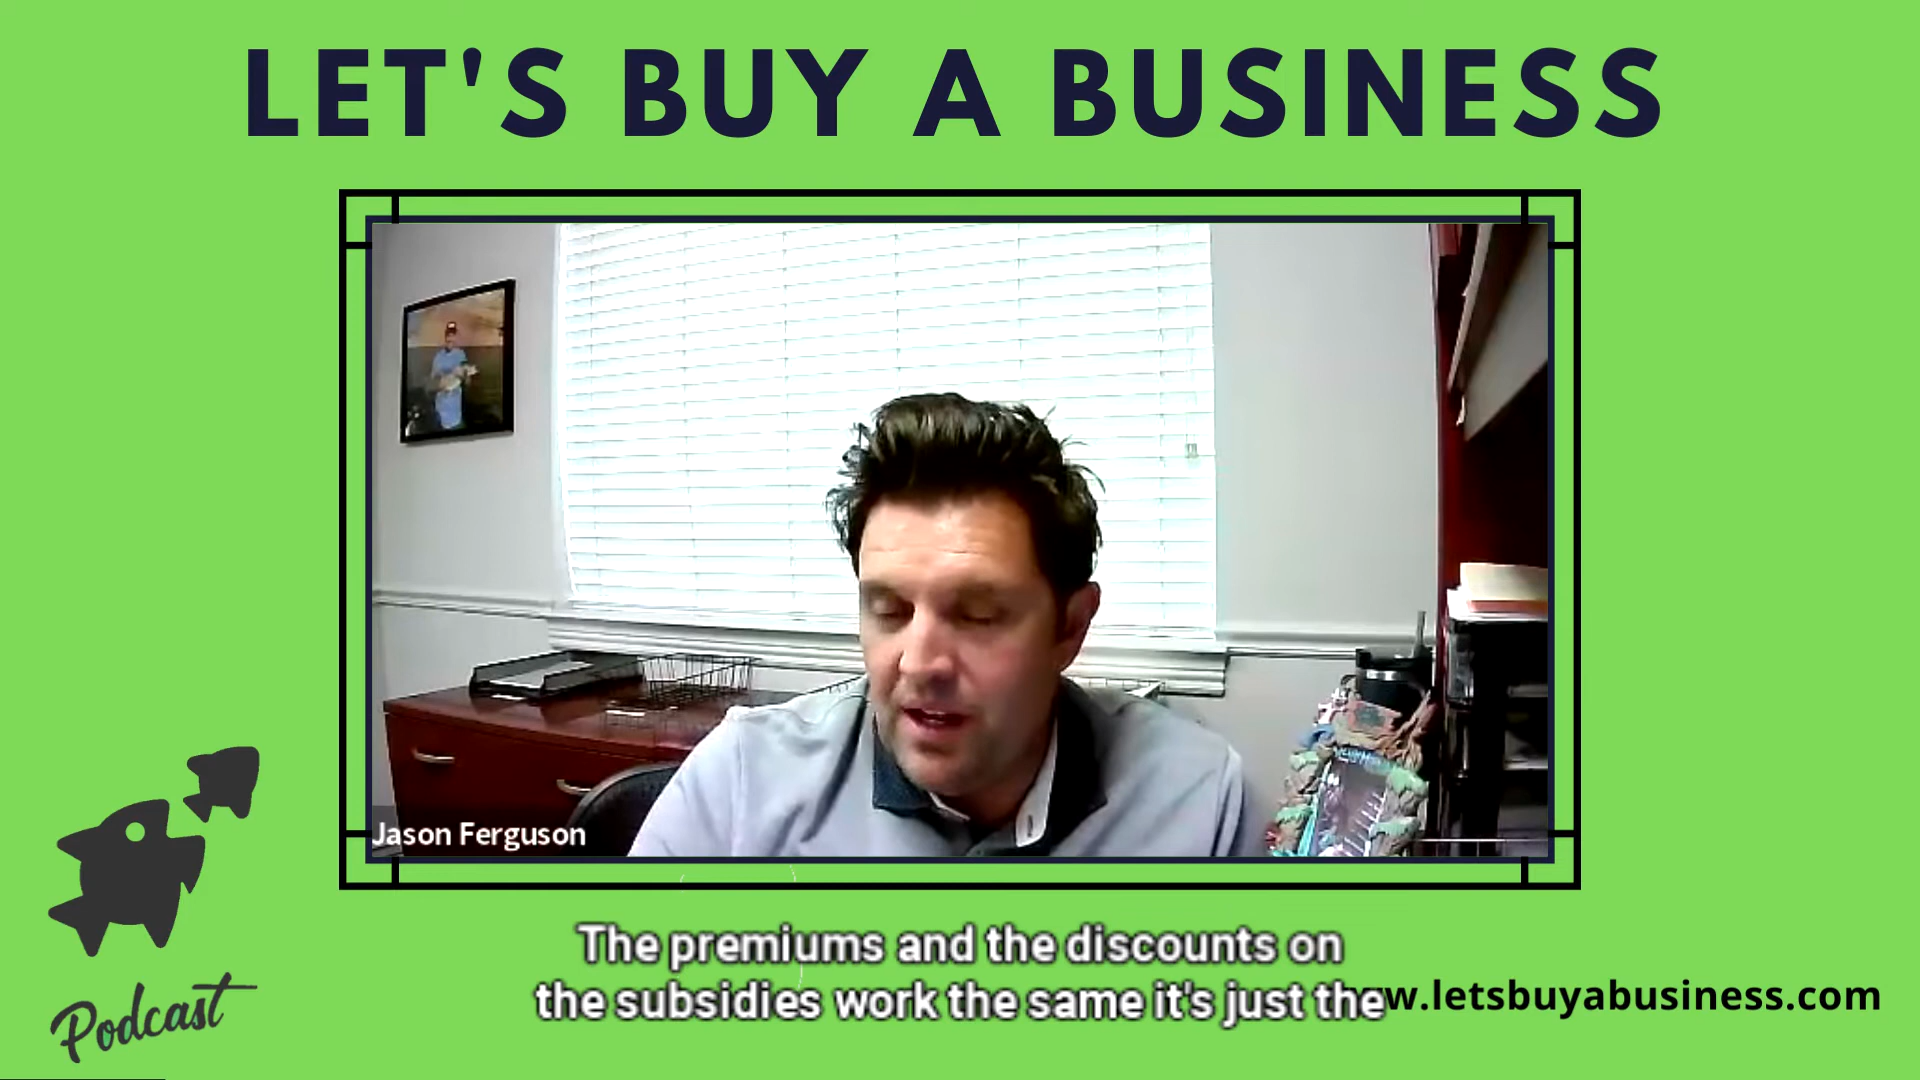 LET'S BUY A BUSINESS
Jason Ferguson
The premiums and the discounts on
the subsidies work the same it's just the
w.letsbuyabusiness.com
Podcast